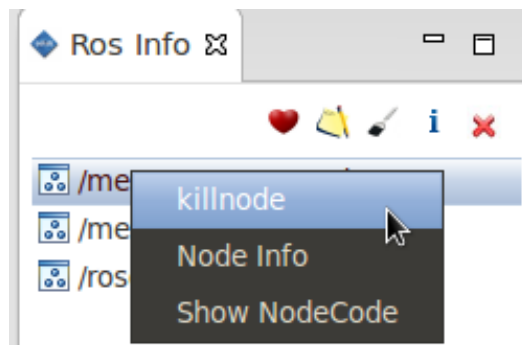 Ros Info
i
/me
killnode
/me
Node Info
/ros
Show NodeCode